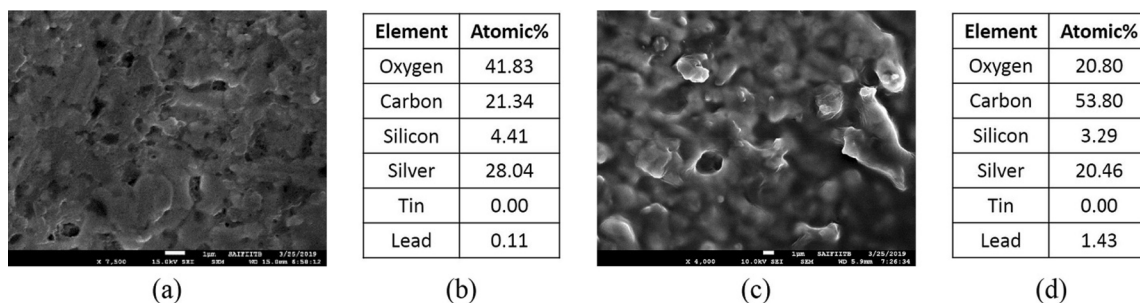 X 7,500 1μm SAIFIITB 3/25/2019
15.0kV SEI SEM WD 15.8mm 6:58:12
(a)
Element Atomic%
Oxygen 41.83
Carbon 21.34
Silicon 4.41
Silver 28.04
Tin 0.00
Lead 0.11
(b)
X 4,000 1μm SAIFIITB 3/25/2019
10.0kV SEI SEM WD 5.9mm 7:26:34
(c)
Element Atomic%
Oxygen 20.80
Carbon 53.80
Silicon 3.29
Silver 20.46
Tin 0.00
Lead 1.43
(d)